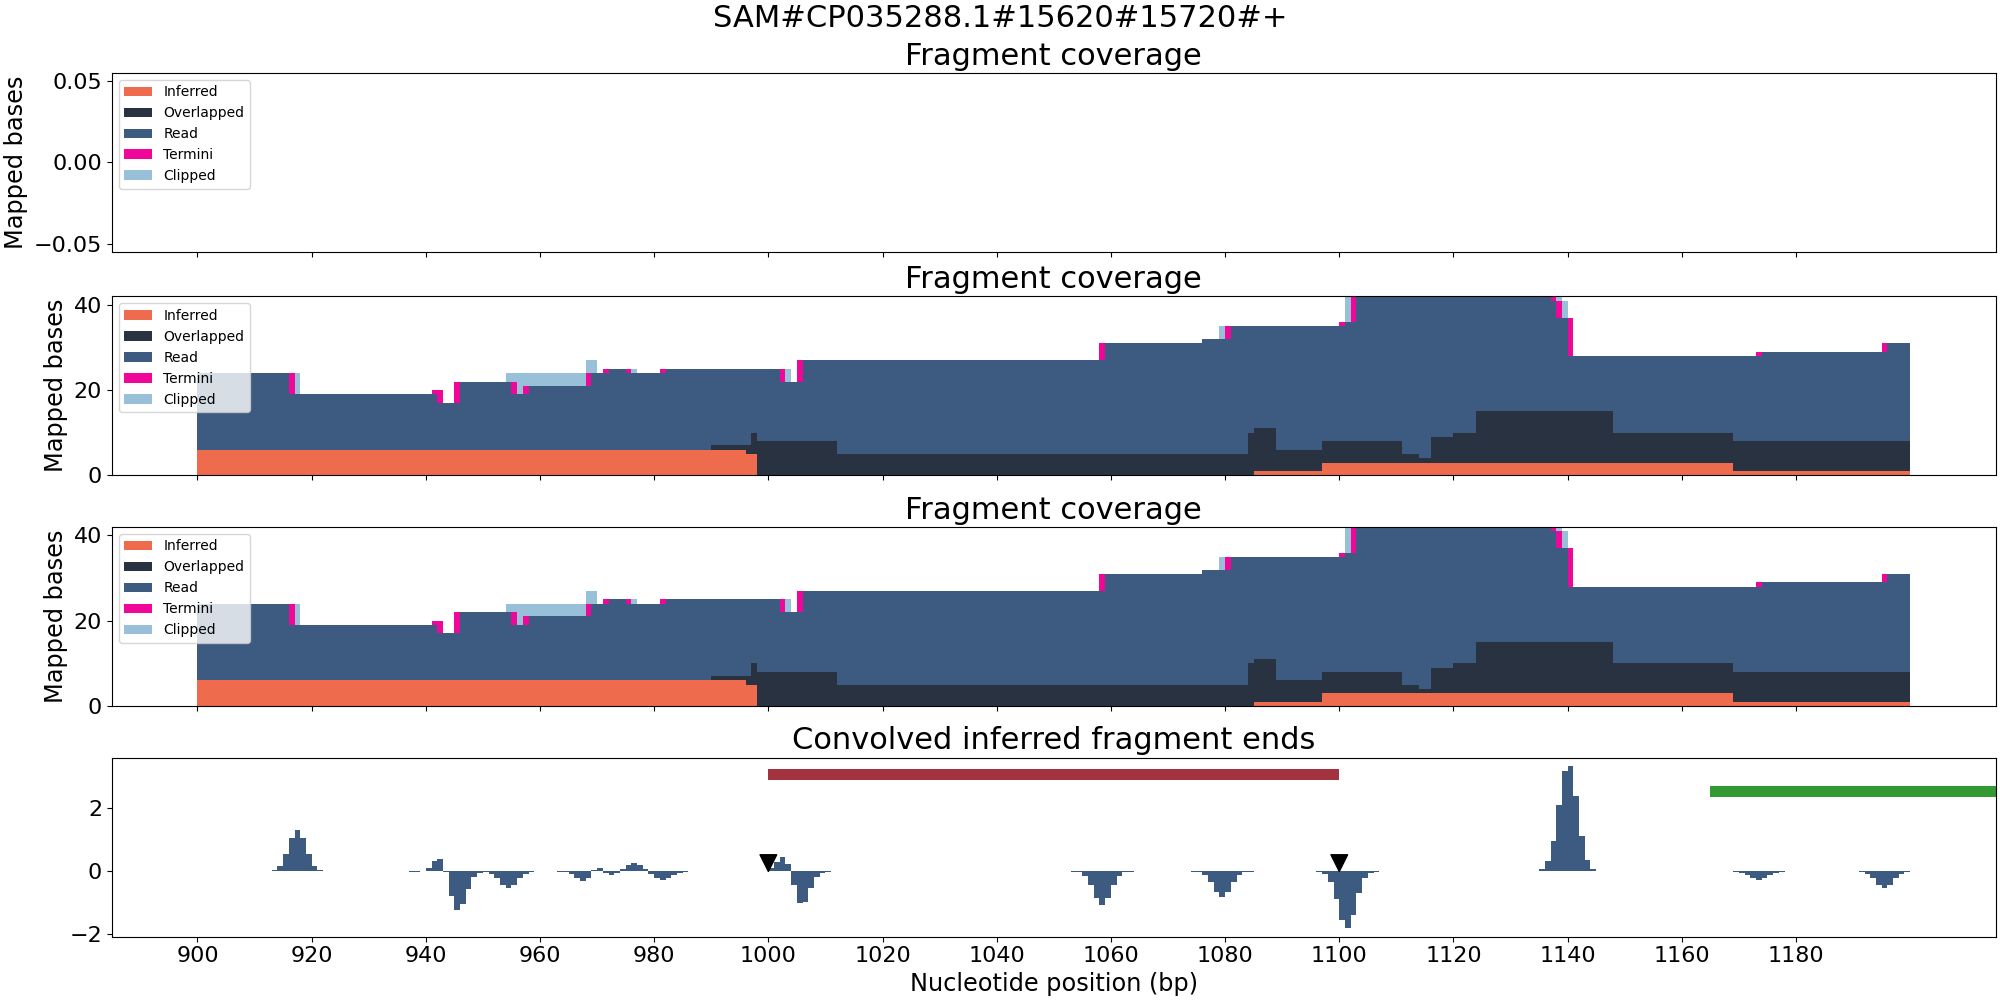 SAM#CP035288.1#15620#15720#+
Fragment coverage
Mapped bases
0.05
0.00
−0.05
Inferred
Overlapped
Read
Termini
Clipped
Fragment coverage
Mapped bases
40
20
0
Inferred
Overlapped
Read
Termini
Clipped
Fragment coverage
Mapped bases
40
20
0
Inferred
Overlapped
Read
Termini
Clipped
Convolved inferred fragment ends
2
0
−2
900 920 940 960 980 1000 1020 1040 1060 1080 1100 1120 1140 1160 1180
Nucleotide position (bp)